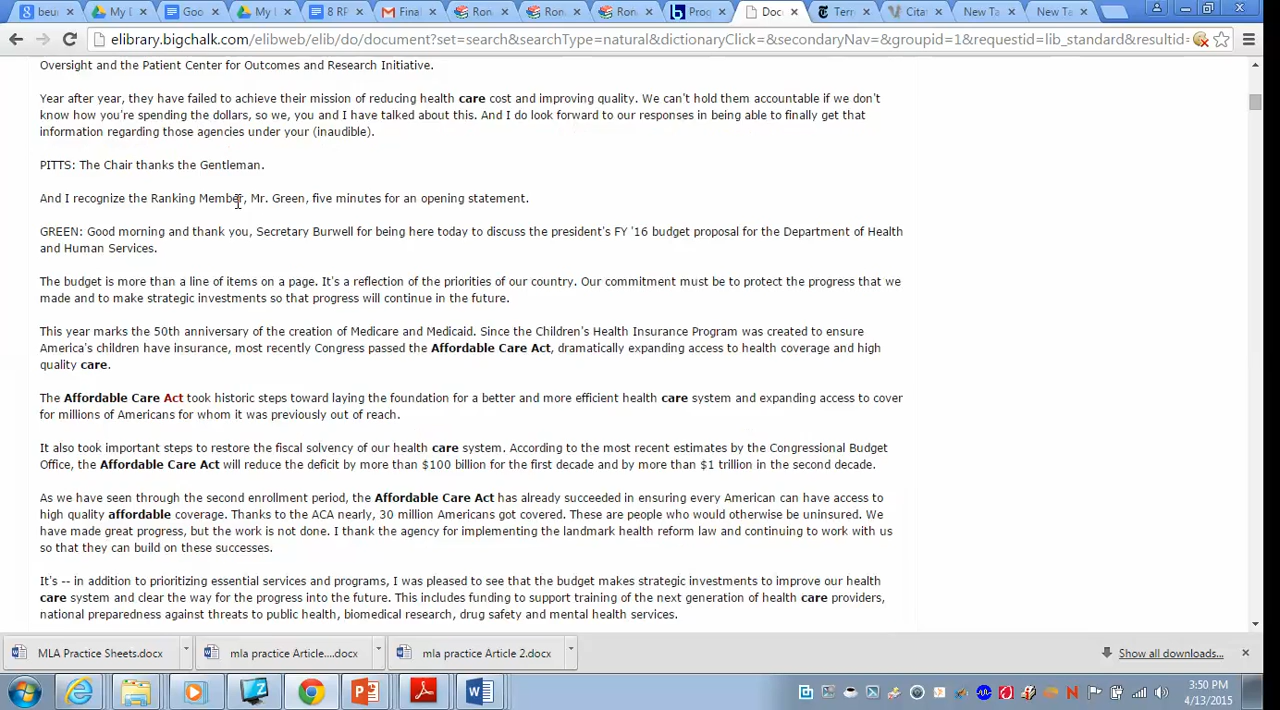 beur
My D
Goo
My I
8 RP
Final
Ron
Ron
Ron
Prog
Doc
Terr
Citat
New Ta
New Ta
elibrary.bigchalk.com/elibweb/elib/do/document?set=search&searchType=natural&dictionaryClick=&secondaryNav=&groupid=1&requestid=lib_standard&resultid=
Oversight and the Patient Center for Outcomes and Research Initiative.
Year after year, they have failed to achieve their mission of reducing health care cost and improving quality. We can't hold them accountable if we don't
know how you're spending the dollars, so we, you and I have talked about this. And I do look forward to our responses in being able to finally get that
information regarding those agencies under your (inaudible).
PITTS: The Chair thanks the Gentleman.
And I recognize the Ranking Member, Mr. Green, five minutes for an opening statement.
GREEN: Good morning and thank you, Secretary Burwell for being here today to discuss the president's FY '16 budget proposal for the Department of Health
and Human Services.
The budget is more than a line of items on a page. It's a reflection of the priorities of our country. Our commitment must be to protect the progress that we
made and to make strategic investments so that progress will continue in the future.
This year marks the 50th anniversary of the creation of Medicare and Medicaid. Since the Children's Health Insurance Program was created to ensure
America's children have insurance, most recently Congress passed the Affordable Care Act, dramatically expanding access to health coverage and high
quality care.
The Affordable Care Act took historic steps toward laying the foundation for a better and more efficient health care system and expanding access to cover
for millions of Americans for whom it was previously out of reach.
It also took important steps to restore the fiscal solvency of our health care system. According to the most recent estimates by the Congressional Budget
Office, the Affordable Care Act will reduce the deficit by more than $100 billion for the first decade and by more than $1 trillion in the second decade.
As we have seen through the second enrollment period, the Affordable Care Act has already succeeded in ensuring every American can have access to
high quality affordable coverage. Thanks to the ACA nearly, 30 million Americans got covered. These are people who would otherwise be uninsured. We
have made great progress, but the work is not done. I thank the agency for implementing the landmark health reform law and continuing to work with us
so that they can build on these successes.
It's -- in addition to prioritizing essential services and programs, I was pleased to see that the budget makes strategic investments to improve our health
care system and clear the way for the progress into the future. This includes funding to support training of the next generation of health care providers,
national preparedness against threats to public health, biomedical research, drug safety and mental health services.
MLA Practice Sheets.docx
mla practice Article....docx
mla practice Article 2.docx
Show all downloads...
3:50 PM
4/13/2015